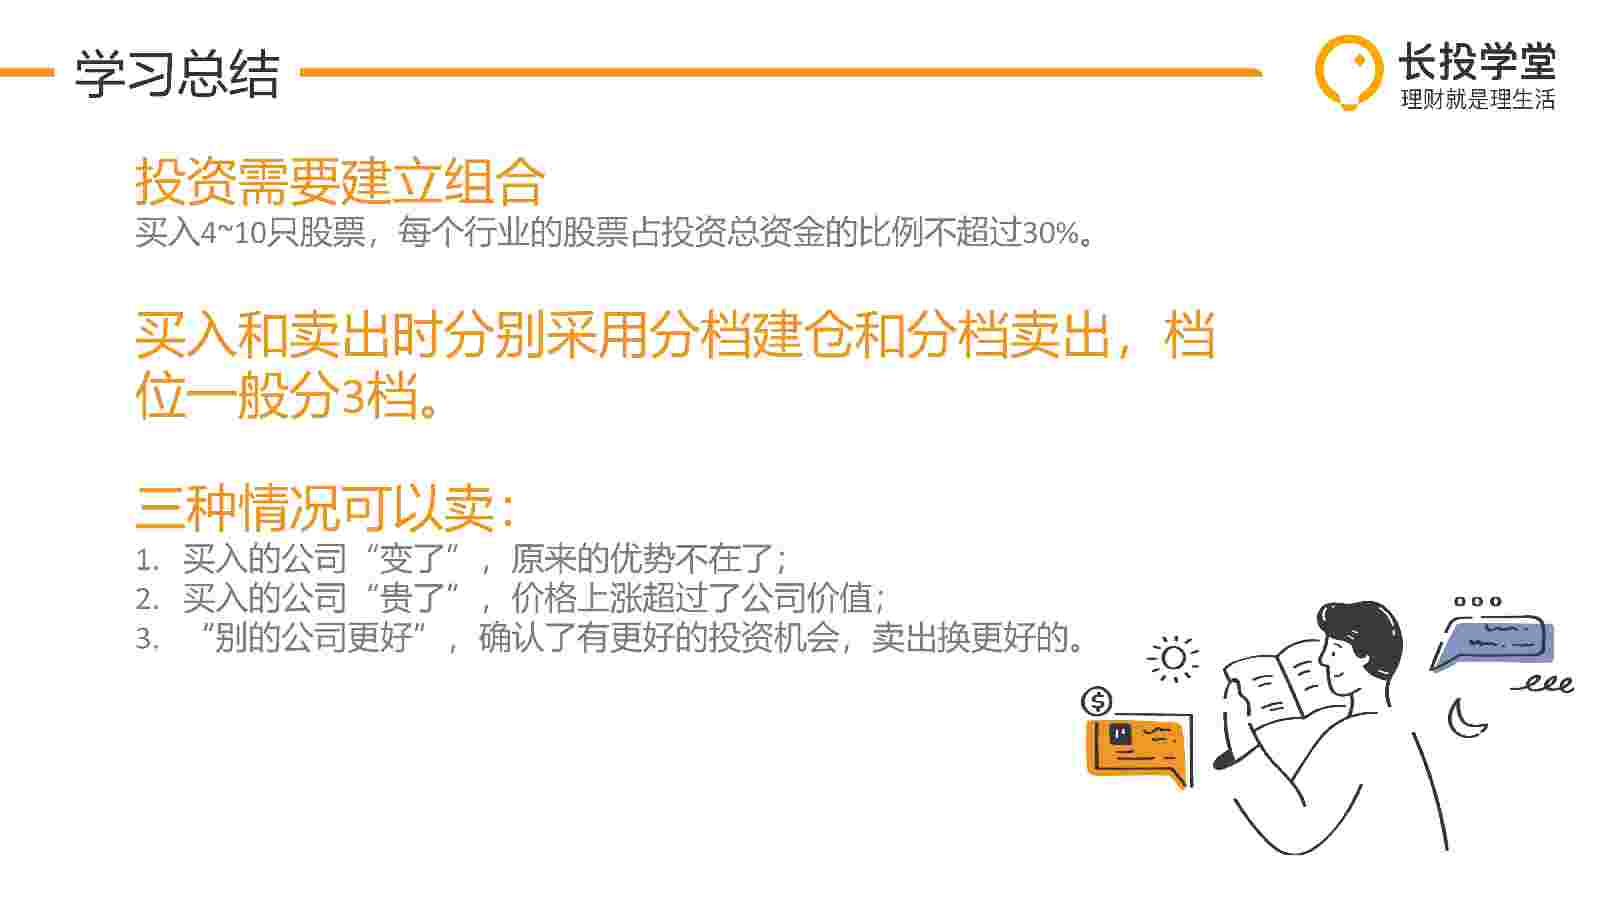 学习总结
长投学堂
理财就是理生活
投资需要建立组合
买入4~10只股票，每个行业的股票占投资总资金的比例不超过30%。
买入和卖出时分别采用分档建仓和分档卖出，档
位一般分3档。
三种情况可以卖：
1. 买入的公司“变了”，原来的优势不在了；
2. 买入的公司“贵了”，价格上涨超过了公司价值；
3. “别的公司更好”，确认了有更好的投资机会，卖出换更好的。
$